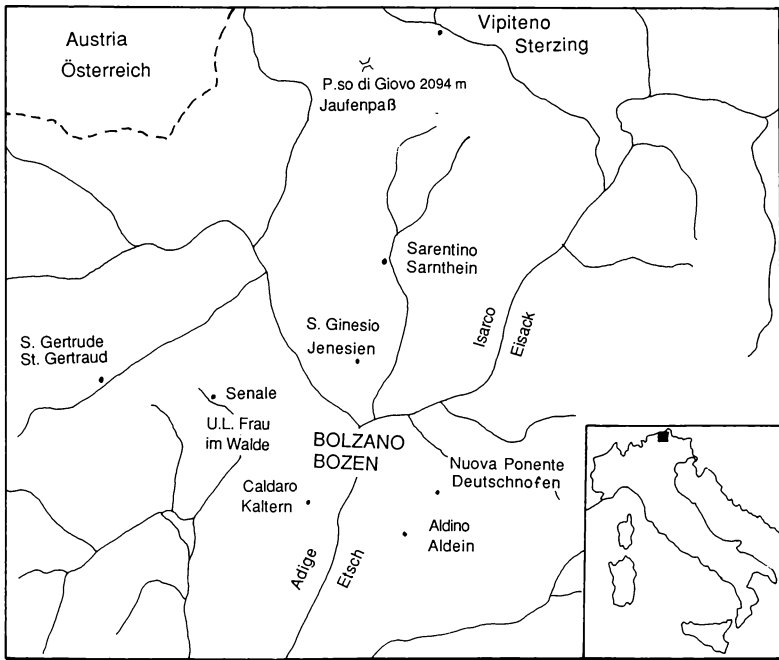 Austria
Österreich
Vipiteno
Sterzing
P.so di Giovo 2094 m
Jaufenpaß
Sarentino
Sarnthein
Isarco
Eisack
S. Ginesio
Jenesien
S. Gertrude
St. Gertraud
Senale
U.L. Frau
im Walde
BOLZANO
BOZEN
Nuova Ponente
Deutschnofen
Caldaro
Kaltern
Aldino
Aldein
Adige
Etsch